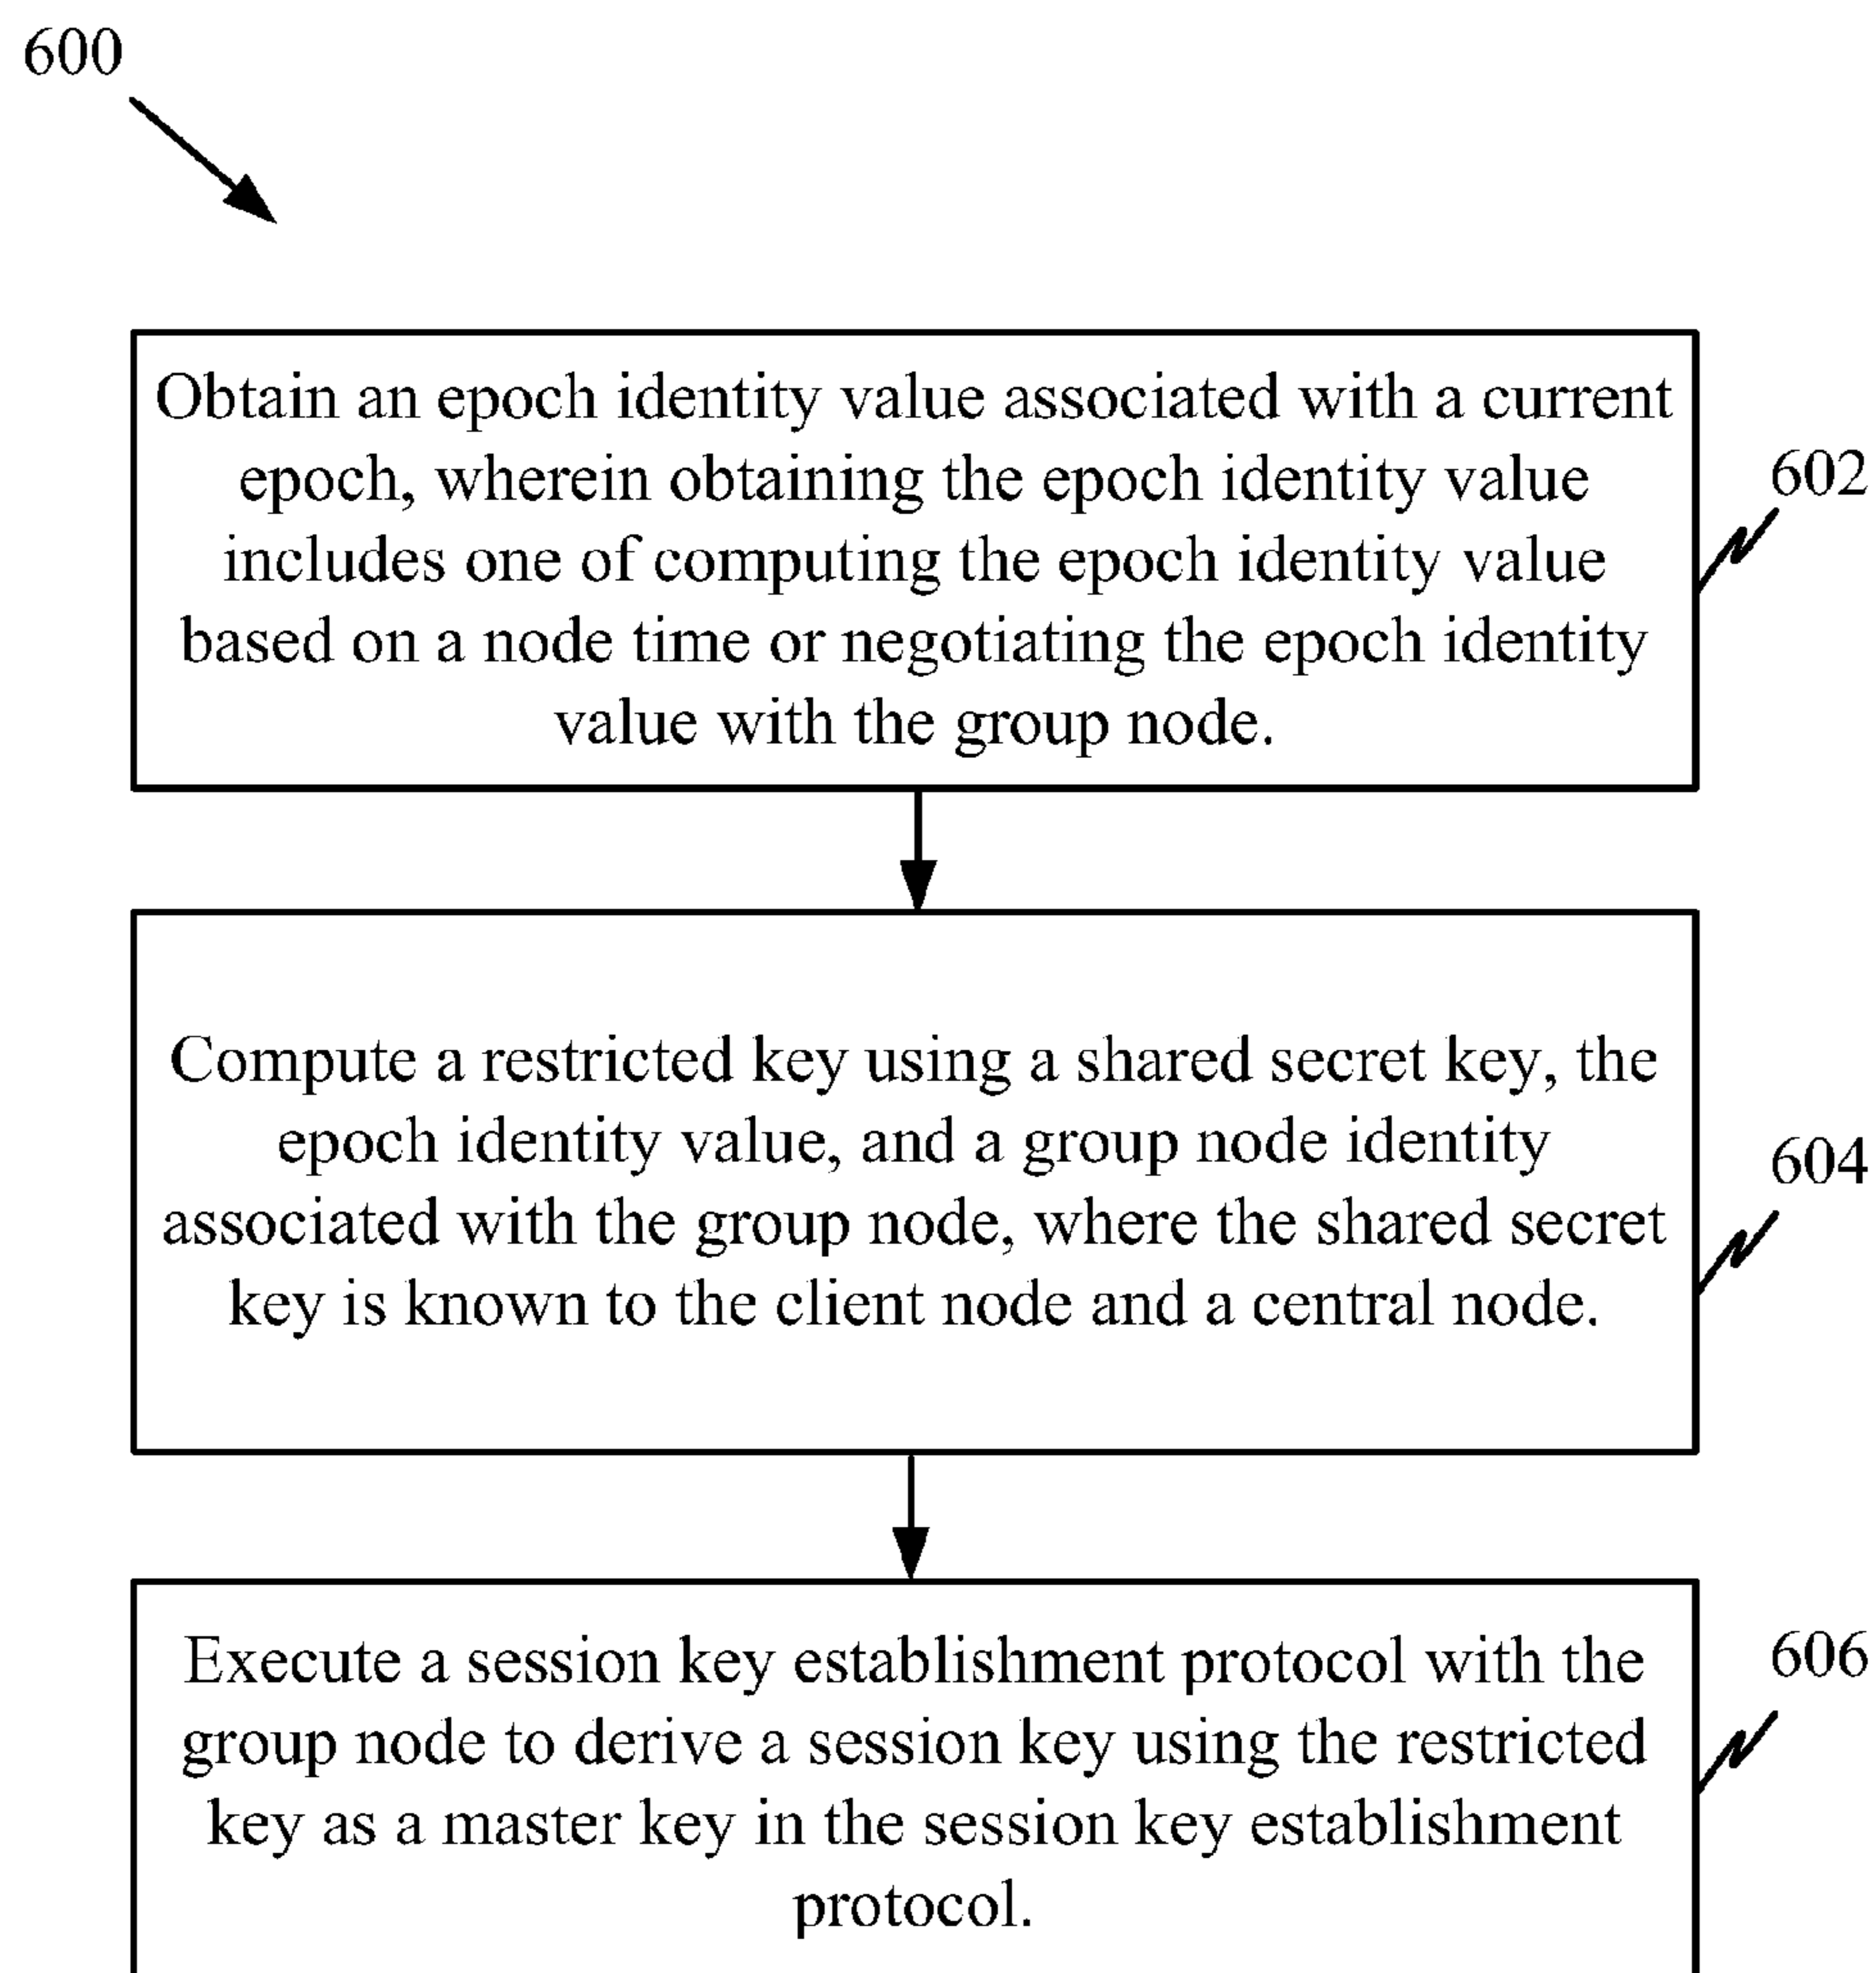 600
Obtain an epoch identity value associated with a current
epoch, wherein obtaining the epoch identity value
includes one of computing the epoch identity value
based on a node time or negotiating the epoch identity
value with the group node.
602
Compute a restricted key using a shared secret key, the
epoch identity value, and a group node identity
associated with the group node, where the shared secret
key is known to the client node and a central node.
604
Execute a session key establishment protocol with the
group node to derive a session key using the restricted
key as a master key in the session key establishment
protocol.
606